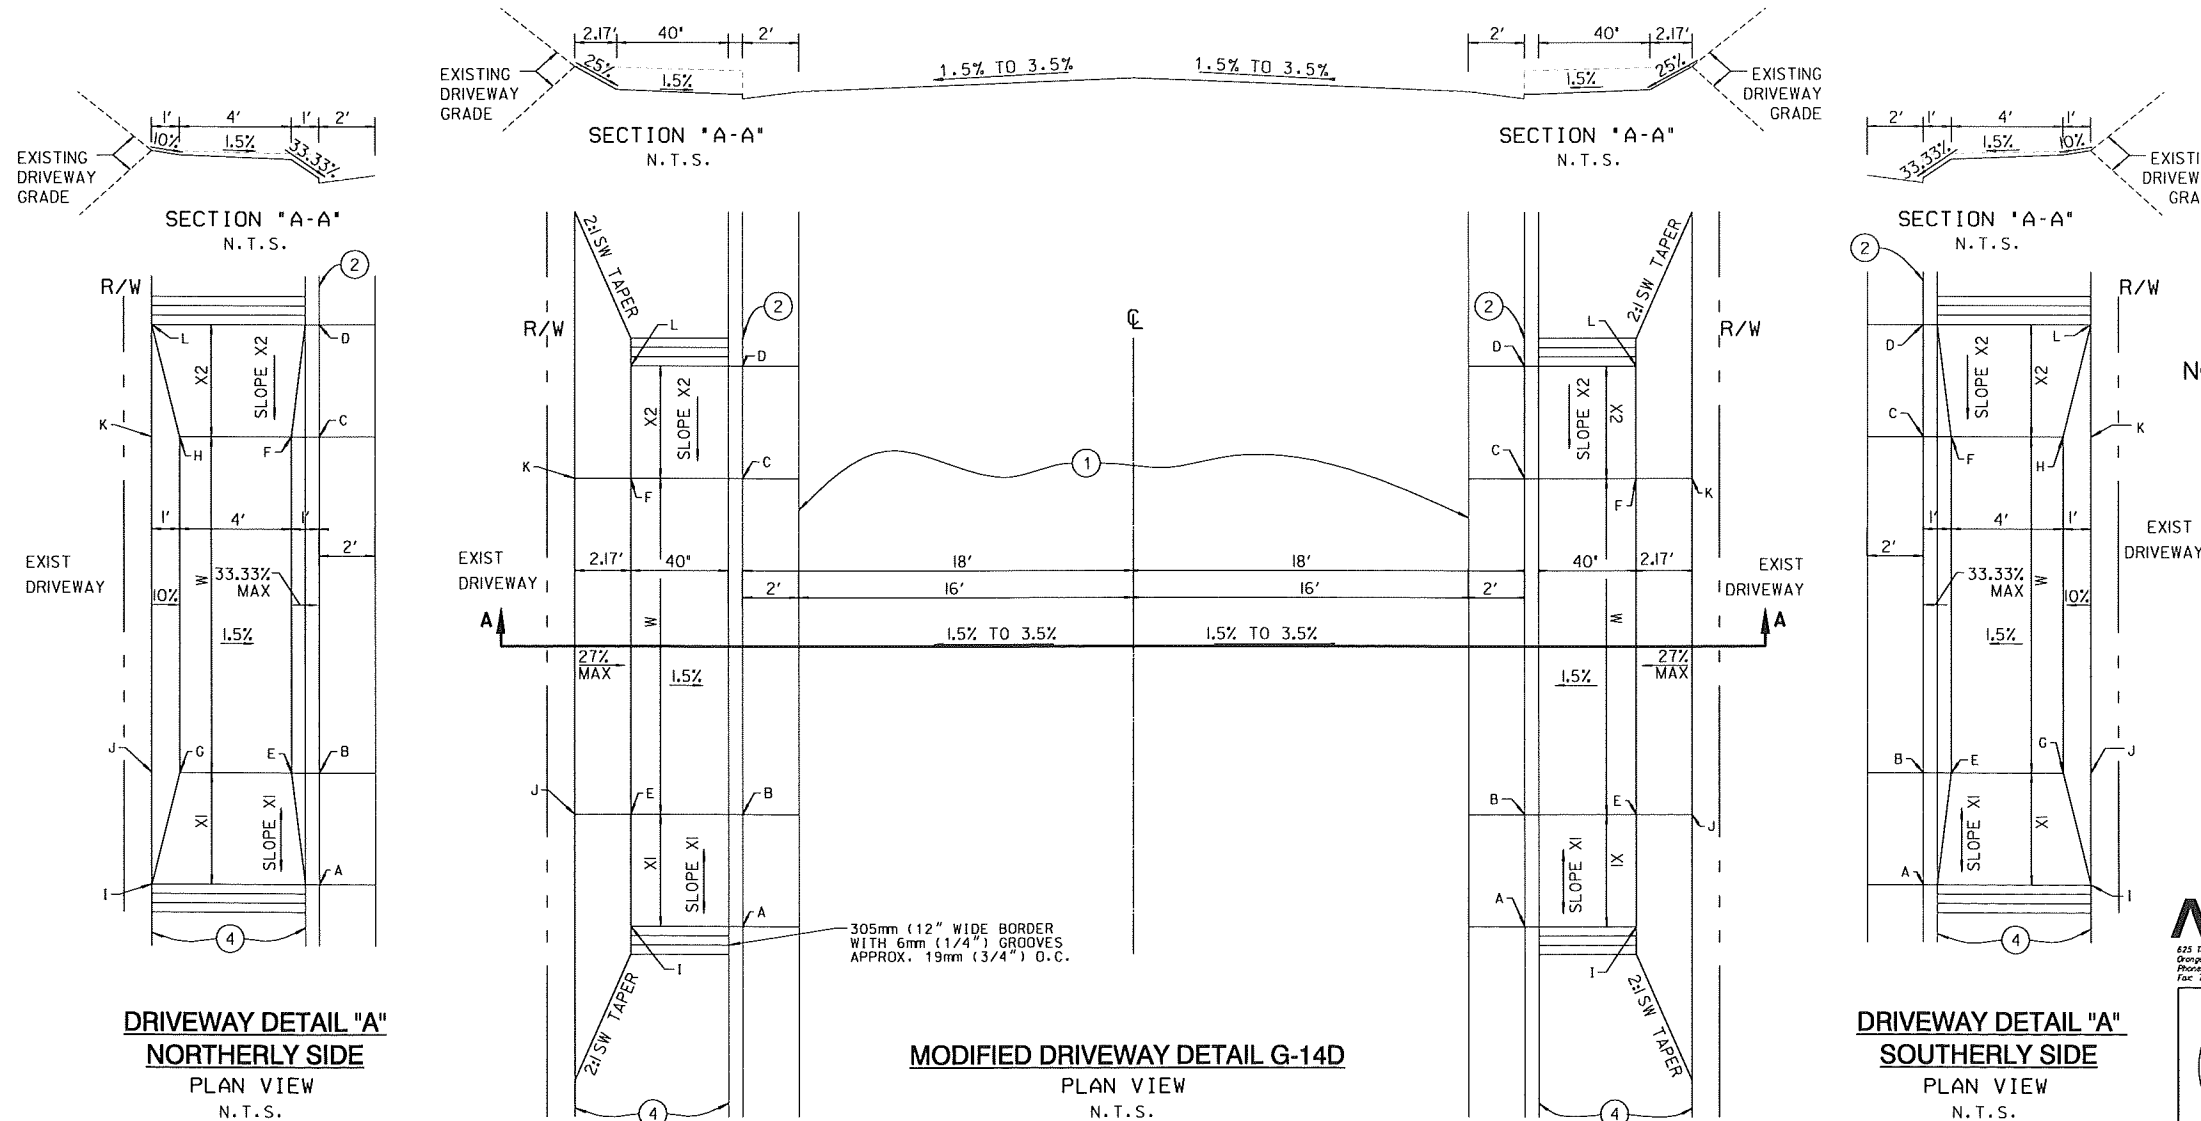 2.17' 40" 2'
2' 40" 2.17'
25%
1.5%
1.5% TO 3.5%
1.5% TO 3.5%
1.5%
25%
EXISTING
DRIVEWAY
GRADE
EXISTING
DRIVEWAY
GRADE
SECTION "A-A"
N.T.S.
SECTION "A-A"
N.T.S.
1' 4' 1' 2'
10% 1.5% 33.33%
EXISTING
DRIVEWAY
GRADE
SECTION "A-A"
N.T.S.
2' 1' 4' 1'
33.33% 1.5% 10%
EXISTI
DRIVEW
GRA
SECTION "A-A"
N.T.S.
R/W
2
L
D
X2
SLOPE X2
K
C
H
F
1' 4' 1'
2'
EXIST
DRIVEWAY
W
33.33%
MAX
10%
1.5%
J
G
E
B
X1
SLOPE X1
A
I
4
DRIVEWAY DETAIL "A"
NORTHERLY SIDE
PLAN VIEW
N.T.S.
2:1 SW TAPER
R/W
2
L
D
X2
SLOPE X2
K
C
F
EXIST
DRIVEWAY
2.17' 40"
W
A
27%
MAX
1.5%
J
E
B
X1
SLOPE X1
A
I
2:1 SW TAPER
4
305mm (12" WIDE BORDER
WITH 6mm (1/4") GROOVES
APPROX. 19mm (3/4") O.C.
℄
1
18' 18'
2' 16' 16' 2'
1.5% TO 3.5%
1.5% TO 3.5%
MODIFIED DRIVEWAY DETAIL G-14D
PLAN VIEW
N.T.S.
2:1 SW TAPER
R/W
2
L
D
X2
SLOPE X2
C
F
K
40" 2.17'
EXIST
DRIVEWAY
W
A
27%
MAX
1.5%
B
E
J
X1
SLOPE X1
A
I
2:1 SW TAPER
4
2
R/W
D
L
X2
SLOPE X2
C
K
F
H
1' 4' 1'
2'
EXIST
DRIVEWAY
W
33.33%
MAX
10%
1.5%
B
E
G
J
X1
SLOPE X1
A
I
4
DRIVEWAY DETAIL "A"
SOUTHERLY SIDE
PLAN VIEW
N.T.S.
N
625
Orang
Phone
Fax: